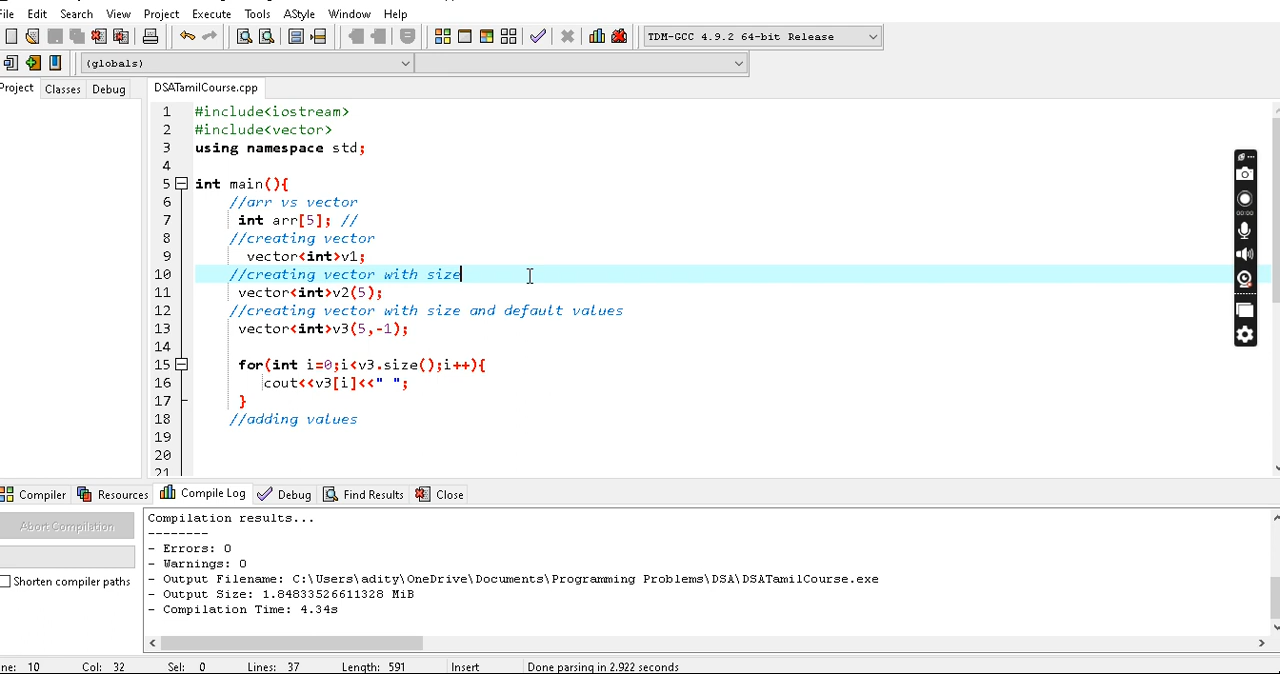 File Edit Search View Project Execute Tools AStyle Window Help
TDM-GCC 4.9.2 64-bit Release
(globals)
Project Classes Debug DSATamilCourse.cpp
1 #include<iostream>
2 #include<vector>
3 using namespace std;
4
5 int main(){
6 //arr vs vector
7 int arr[5]; //
8 //creating vector
9 vector<int>v1;
10 //creating vector with size
11 vector<int>v2(5);
12 //creating vector with size and default values
13 vector<int>v3(5,-1);
14
15 for(int i=0;i<v3.size();i++){
16 cout<<v3[i]<<" ";
17 }
18 //adding values
19
20
21
Compiler Resources Compile Log Debug Find Results Close
Abort Compilation
Shorten compiler paths
Compilation results...
--------
- Errors: 0
- Warnings: 0
- Output Filename: C:\Users\adity\OneDrive\Documents\Programming Problems\DSA\DSATamilCourse.exe
- Output Size: 1.84833526611328 MiB
- Compilation Time: 4.34s
00:00
ne: 10 Col: 32 Sel: 0 Lines: 37 Length: 591 Insert Done parsing in 2.922 seconds